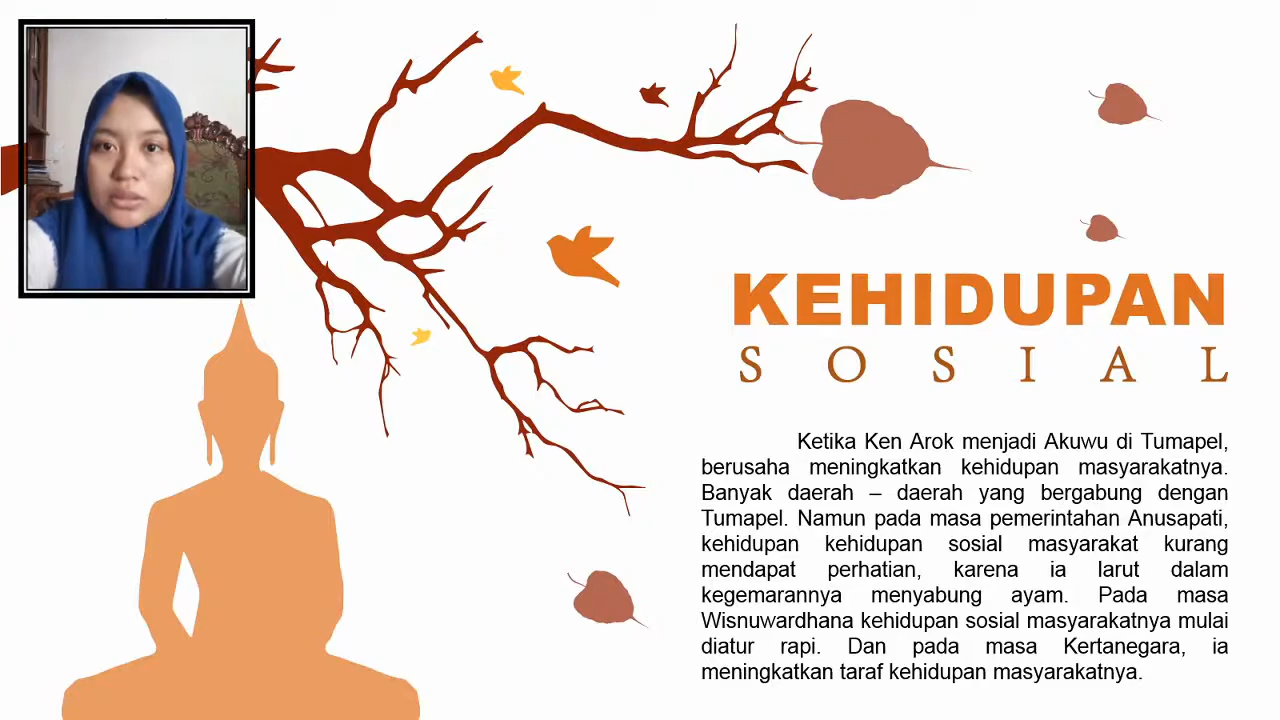 KEHIDUPAN
SOSIAL
Ketika Ken Arok menjadi Akuwu di Tumapel,
berusaha meningkatkan kehidupan masyarakatnya.
Banyak daerah – daerah yang bergabung dengan
Tumapel. Namun pada masa pemerintahan Anusapati,
kehidupan kehidupan sosial masyarakat kurang
mendapat perhatian, karena ia larut dalam
kegemarannya menyabung ayam. Pada masa
Wisnuwardhana kehidupan sosial masyarakatnya mulai
diatur rapi. Dan pada masa Kertanegara, ia
meningkatkan taraf kehidupan masyarakatnya.